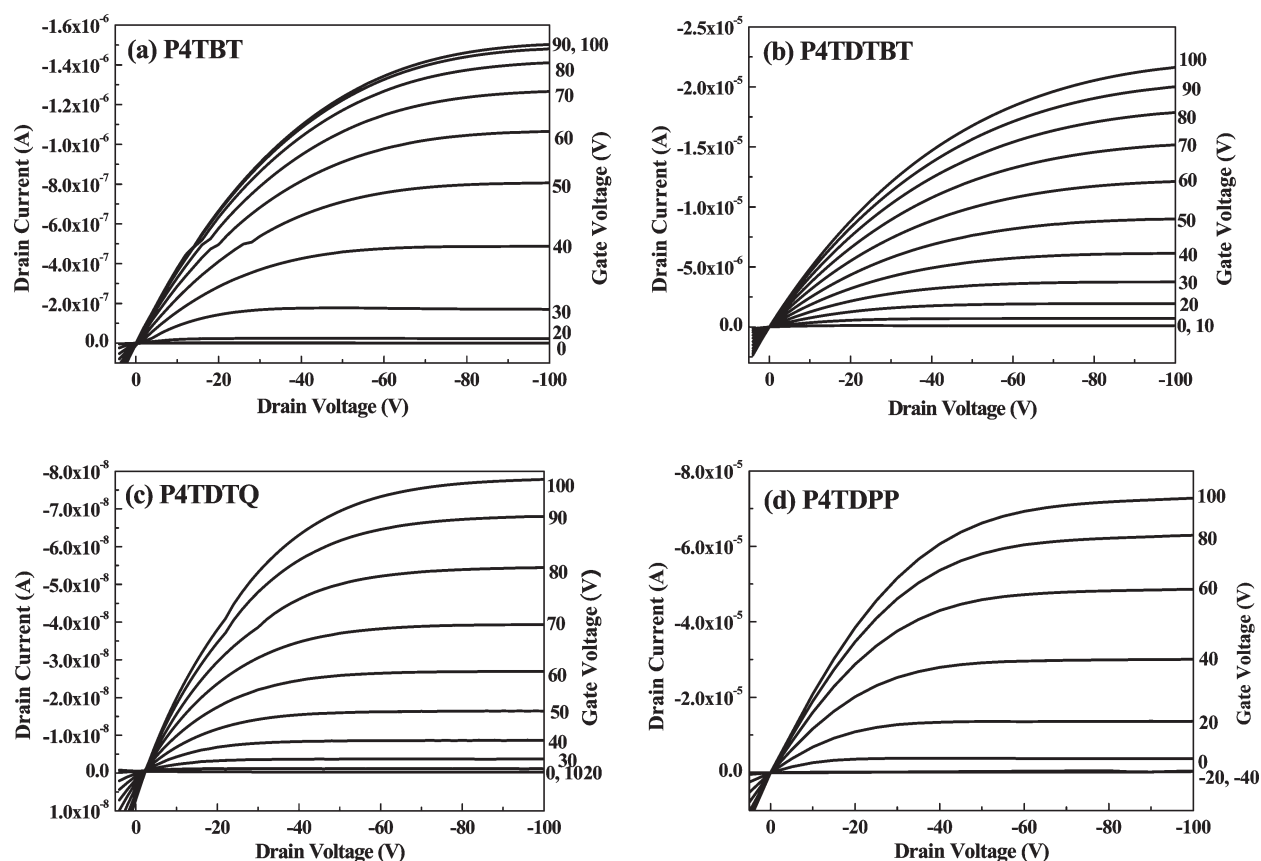 (a) P4TBT
-1.6x10⁻⁶
-1.4x10⁻⁶
-1.2x10⁻⁶
-1.0x10⁻⁶
-8.0x10⁻⁷
-6.0x10⁻⁷
-4.0x10⁻⁷
-2.0x10⁻⁷
0.0
Drain Current (A)
90, 100
80
70
60
50
40
30
20
0
Gate Voltage (V)
0 -20 -40 -60 -80 -100
Drain Voltage (V)
(b) P4TDTBT
-2.5x10⁻⁵
-2.0x10⁻⁵
-1.5x10⁻⁵
-1.0x10⁻⁵
-5.0x10⁻⁶
0.0
Drain Current (A)
100
90
80
70
60
50
40
30
20
0, 10
Gate Voltage (V)
0 -20 -40 -60 -80 -100
Drain Voltage (V)
(c) P4TDTQ
-8.0x10⁻⁸
-7.0x10⁻⁸
-6.0x10⁻⁸
-5.0x10⁻⁸
-4.0x10⁻⁸
-3.0x10⁻⁸
-2.0x10⁻⁸
-1.0x10⁻⁸
0.0
1.0x10⁻⁸
Drain Current (A)
100
90
80
70
60
50
40
30
0, 1020
Gate Voltage (V)
0 -20 -40 -60 -80 -100
Drain Voltage (V)
(d) P4TDPP
-8.0x10⁻⁵
-6.0x10⁻⁵
-4.0x10⁻⁵
-2.0x10⁻⁵
0.0
Drain Current (A)
100
80
60
40
20
0
-20, -40
Gate Voltage (V)
0 -20 -40 -60 -80 -100
Drain Voltage (V)